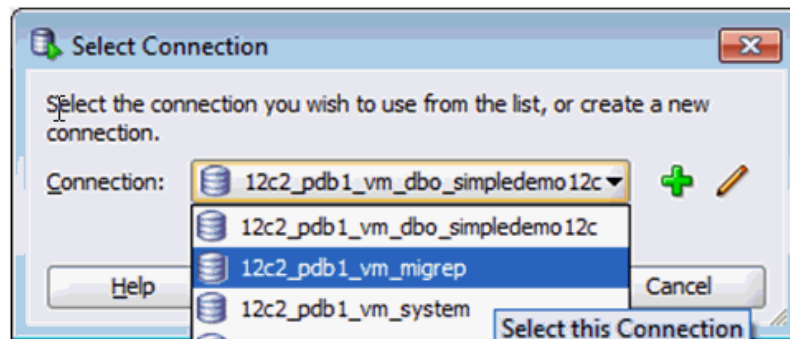 Select Connection
Select the connection you wish to use from the list, or create a new
connection.
Connection: 12c2_pdb1_vm_dbo_simpledemo12c
12c2_pdb1_vm_dbo_simpledemo12c
12c2_pdb1_vm_migrep
Help Cancel
12c2_pdb1_vm_system
Select this Connection